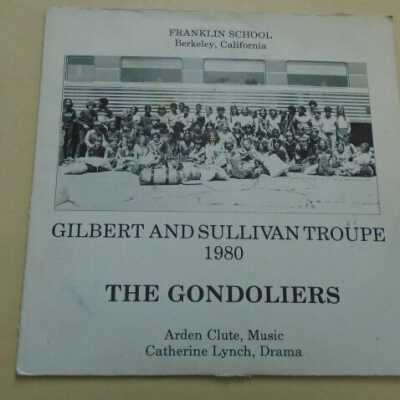 FRANKLIN SCHOOL
Berkeley, California
GILBERT AND SULLIVAN TROUPE
1980
THE GONDOLIERS
Arden Clute, Music
Catherine Lynch, Drama